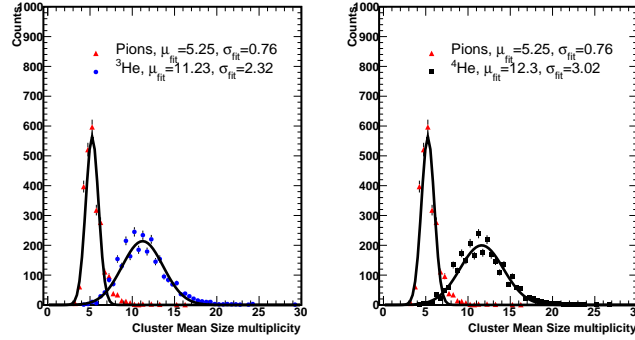 Counts
1000
900
800
700
600
500
400
300
200
100
0
Pions, μfit=5.25, σfit=0.76
3He, μfit=11.23, σfit=2.32
0 5 10 15 20 25 30
Cluster Mean Size multiplicity
Counts
1000
900
800
700
600
500
400
300
200
100
0
Pions, μfit=5.25, σfit=0.76
4He, μfit=12.3, σfit=3.02
0 5 10 15 20 25 30
Cluster Mean Size multiplicity